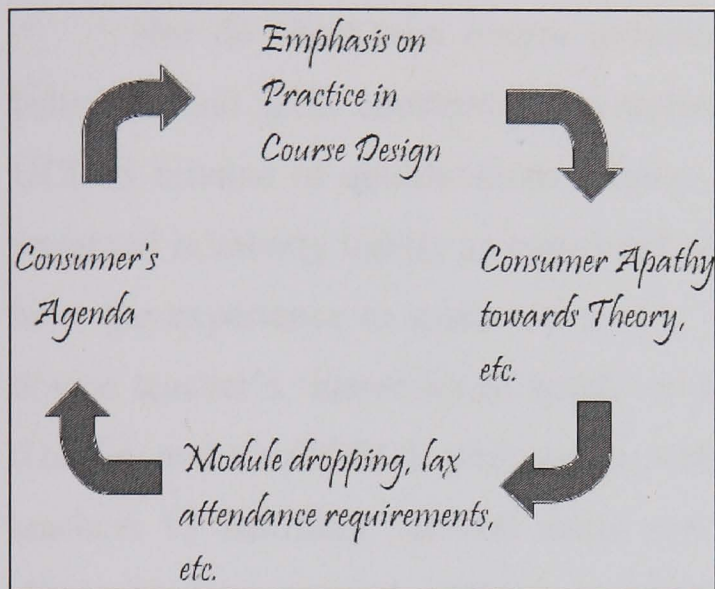 Emphasis on
Practice in
Course Design
Consumer Apathy
towards Theory,
etc.
Module dropping, lax
attendance requirements,
etc.
Consumer's
Agenda